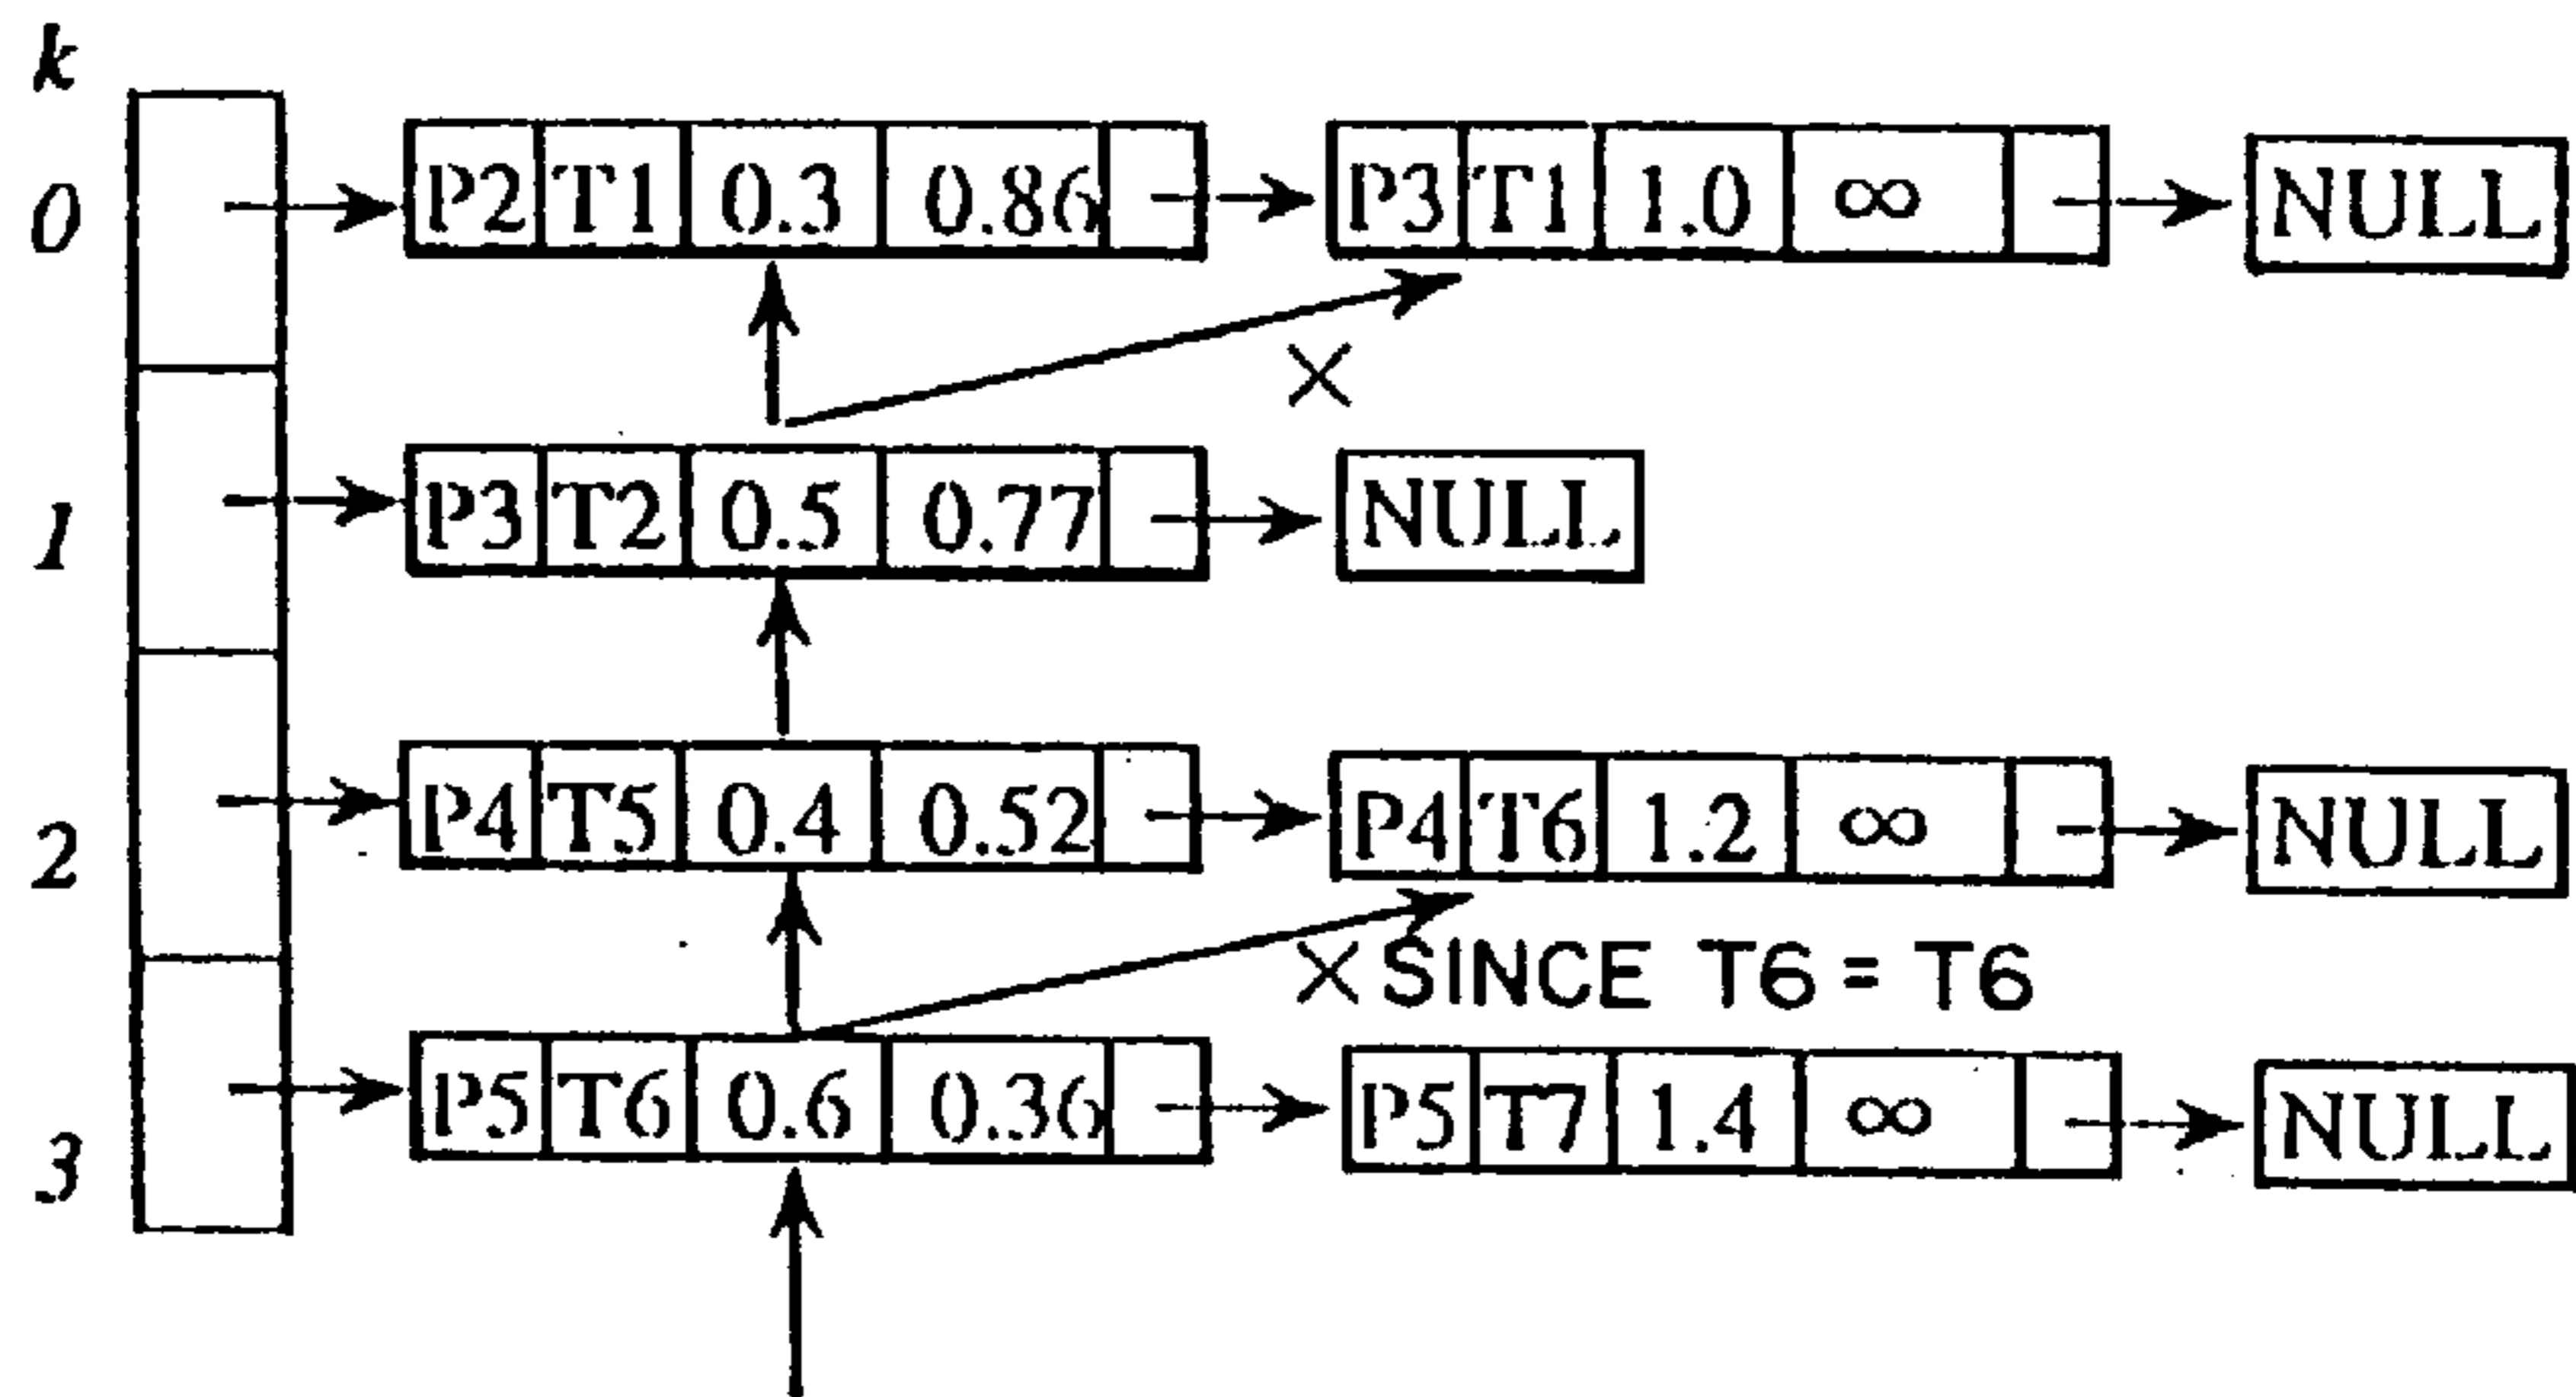 k
0 P2 T1 0.3 0.86 P3 T1 1.0 ∞ NULL
×
1 P3 T2 0.5 0.77 NULL
2 P4 T5 0.4 0.52 P4 T6 1.2 ∞ NULL
× SINCE T6 = T6
3 P5 T6 0.6 0.36 P5 T7 1.4 ∞ NULL